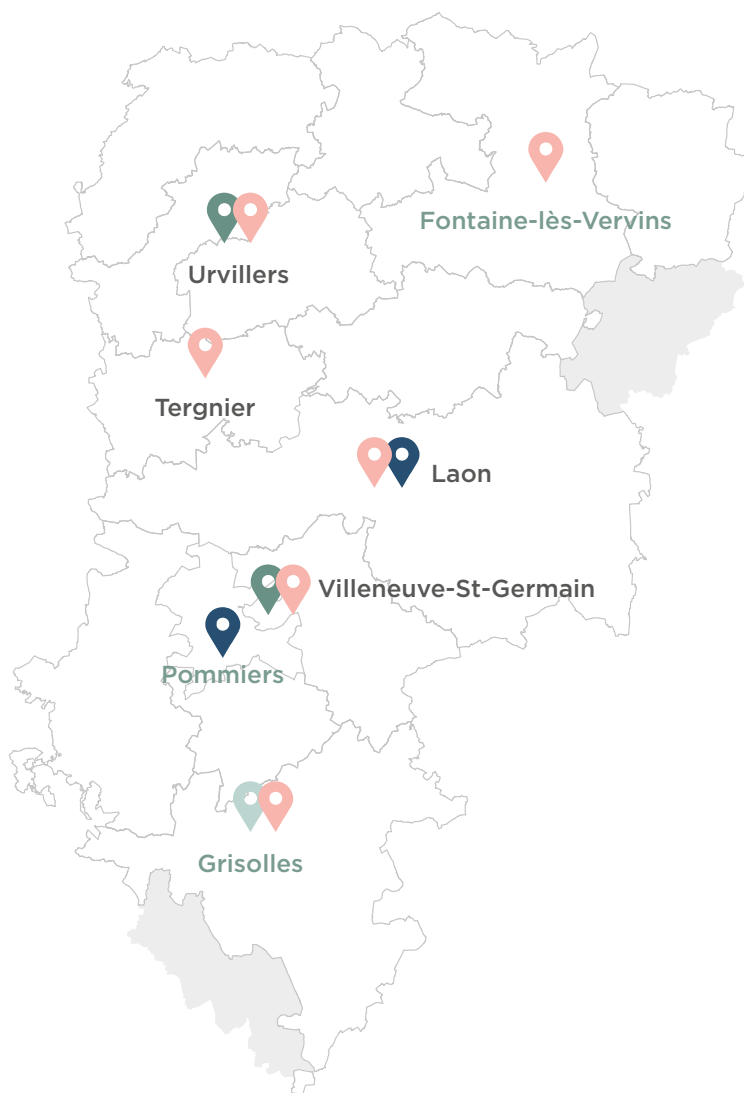 Fontaine-lès-Vervins
Urvillers
Tergnier
Laon
Villeneuve-St-Germain
Pommiers
Grisolles